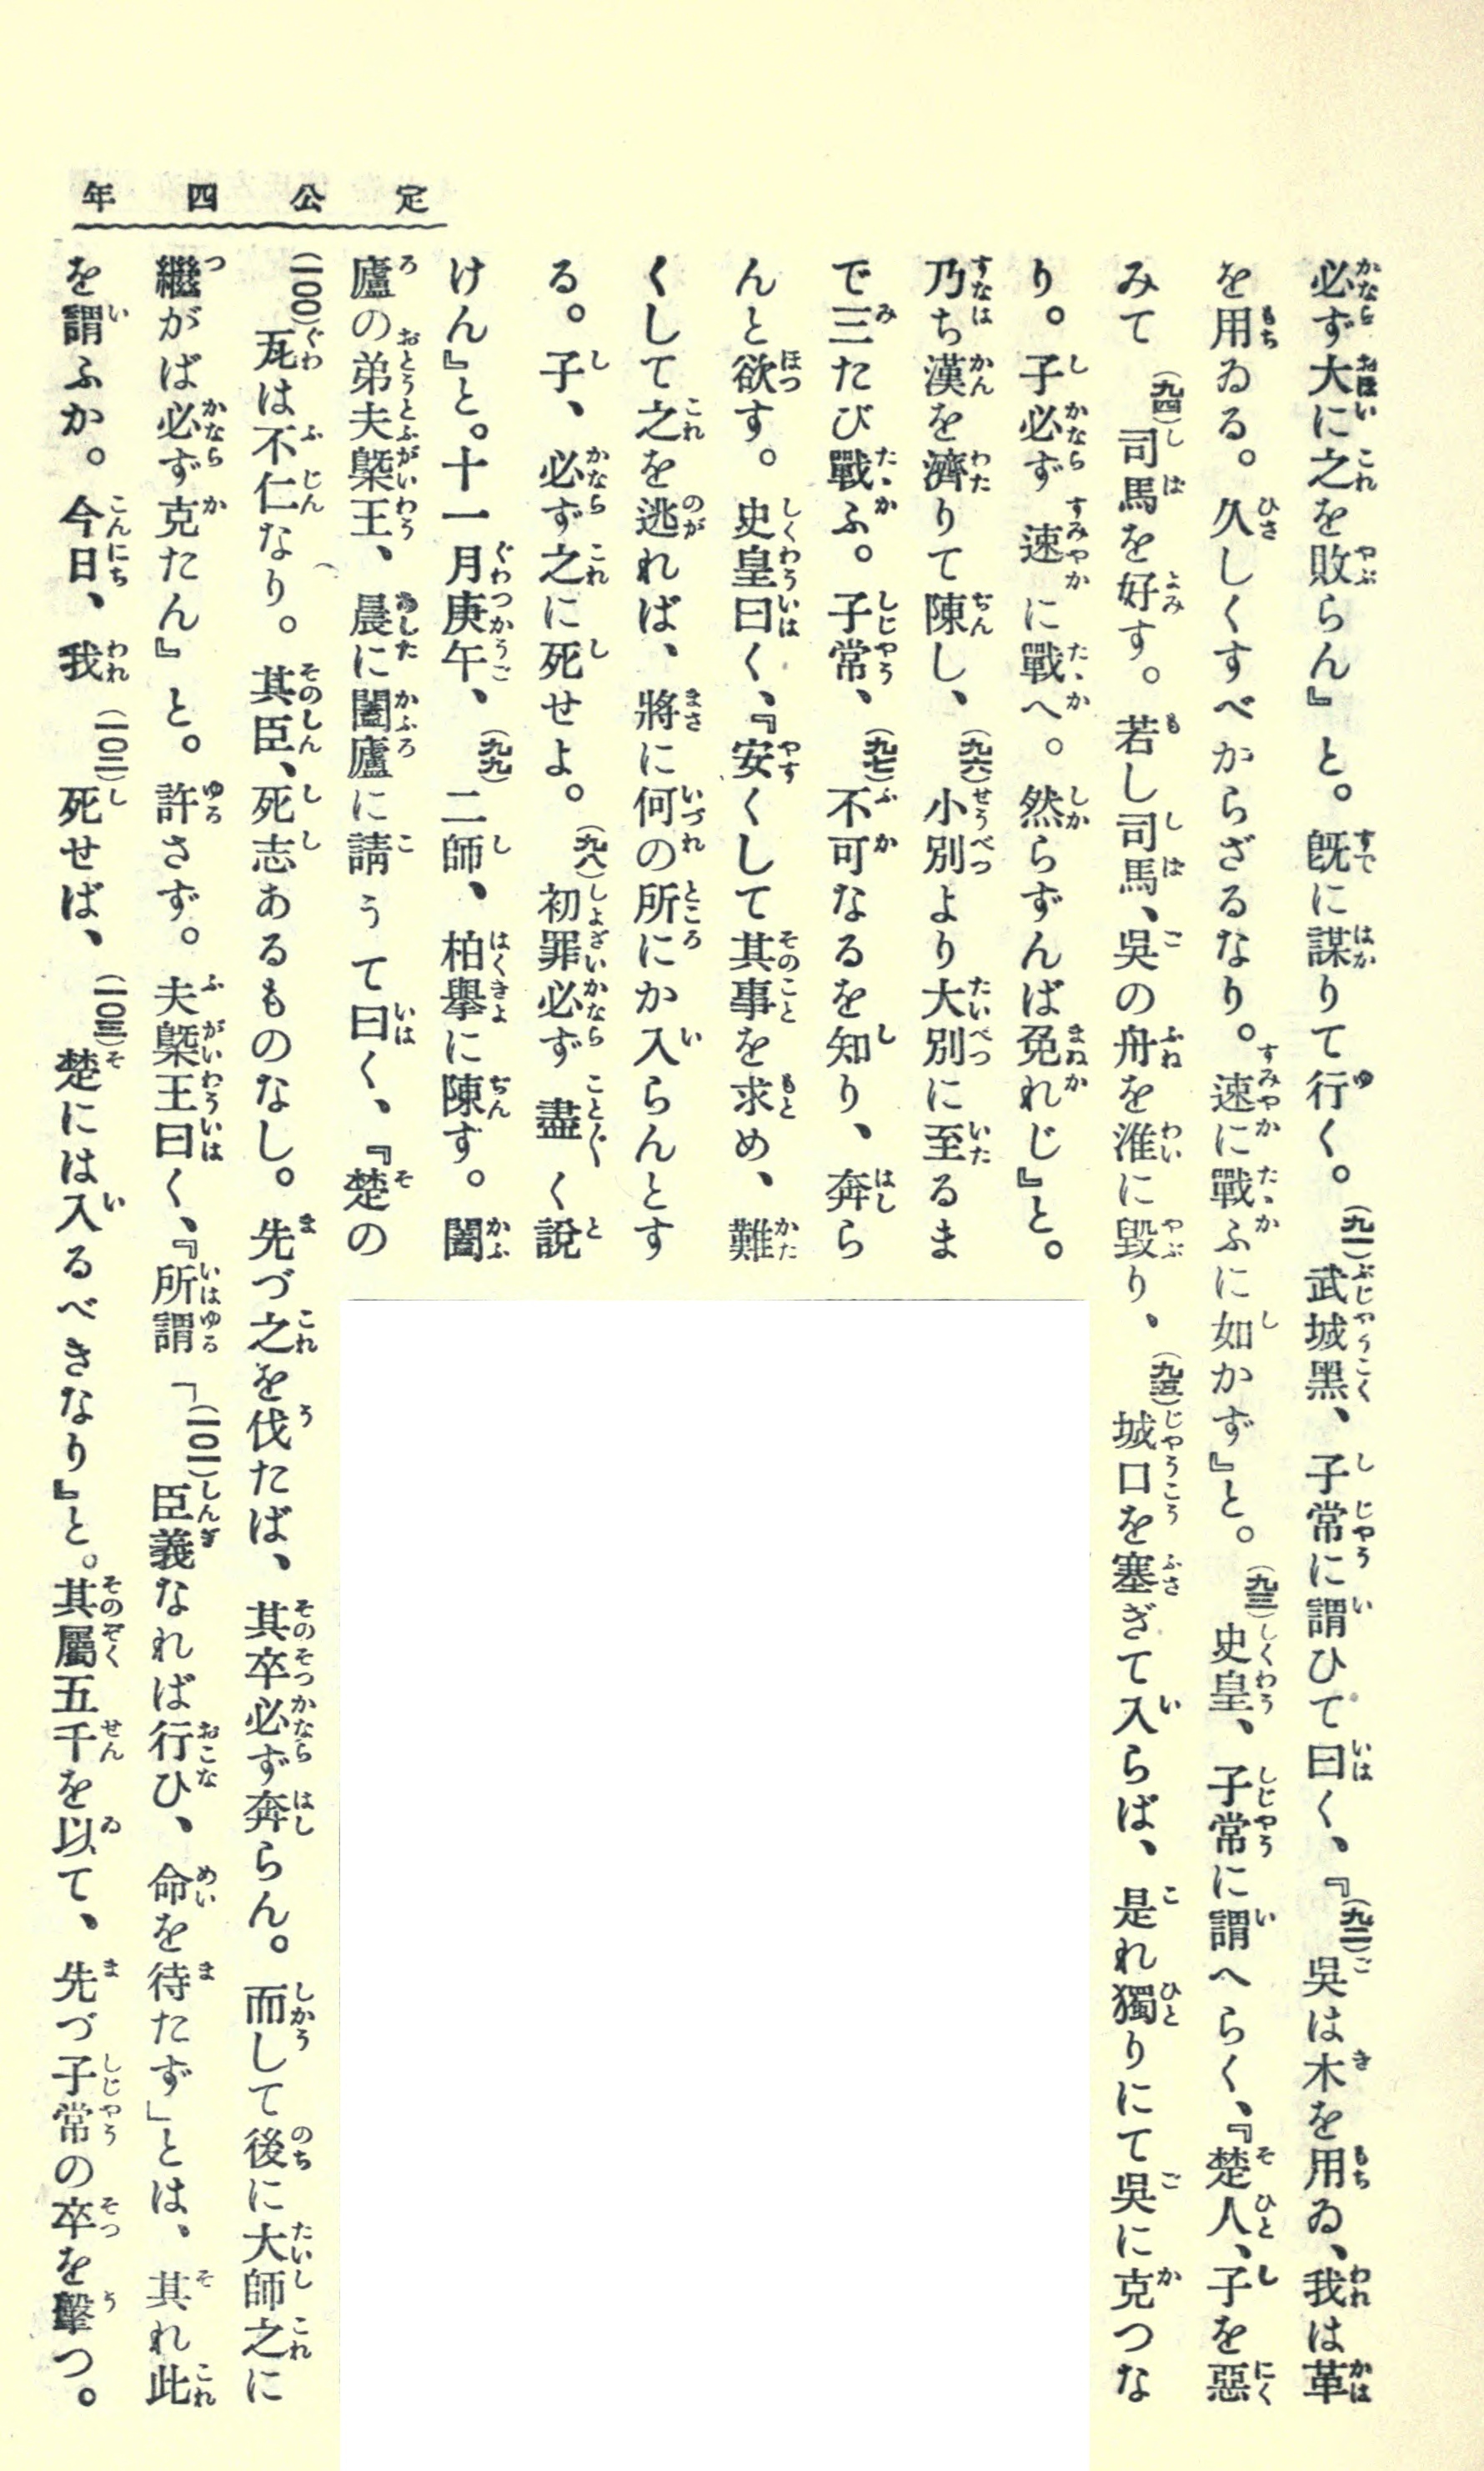 定公四年
必ず大に之を敗らん』と。既に謀りて行く。(九一)武城黑、子常に謂ひて曰く、『(九二)吳は木を用ゐ、我は革
を用ゐる。久しくすべからざるなり。速に戰ふに如かず』と。(九三)史皇、子常に謂へらく、『楚人、子を惡
みて(九四)司馬を好す。若し司馬、吳の舟を淮に毀り、(九五)城口を塞ぎて入らば、是れ獨りにて吳に克つな
り。子必ず速に戰へ。然らずんば免れじ』と。
乃ち漢を濟りて陳し、(九六)小別より大別に至るま
で三たび戰ふ。子常、(九七)不可なるを知り、奔ら
んと欲す。史皇曰く、『安くして其事を求め、難
くして之を逃れば、將に何の所にか入らんとす
る。子、必ず之に死せよ。(九八)初罪必ず盡く說
けん』と。十一月庚午、(九九)二師、柏擧に陳す。闔
廬の弟夫槩王、晨に闔廬に請うて曰く、『楚の
(一〇〇)瓦は不仁なり。其臣、死志あるものなし。先づ之を伐たば、其卒必ず奔らん。而して後に大師之に
繼がば必ず克たん』と。許さず。夫槩王曰く、『所謂「(一〇一)臣義なれば行ひ、命を待たず」とは、其れ此
を謂ふか。今日、我(一〇二)死せば、(一〇三)楚には入るべきなり』と。其屬五千を以て、先づ子常の卒を擊つ。